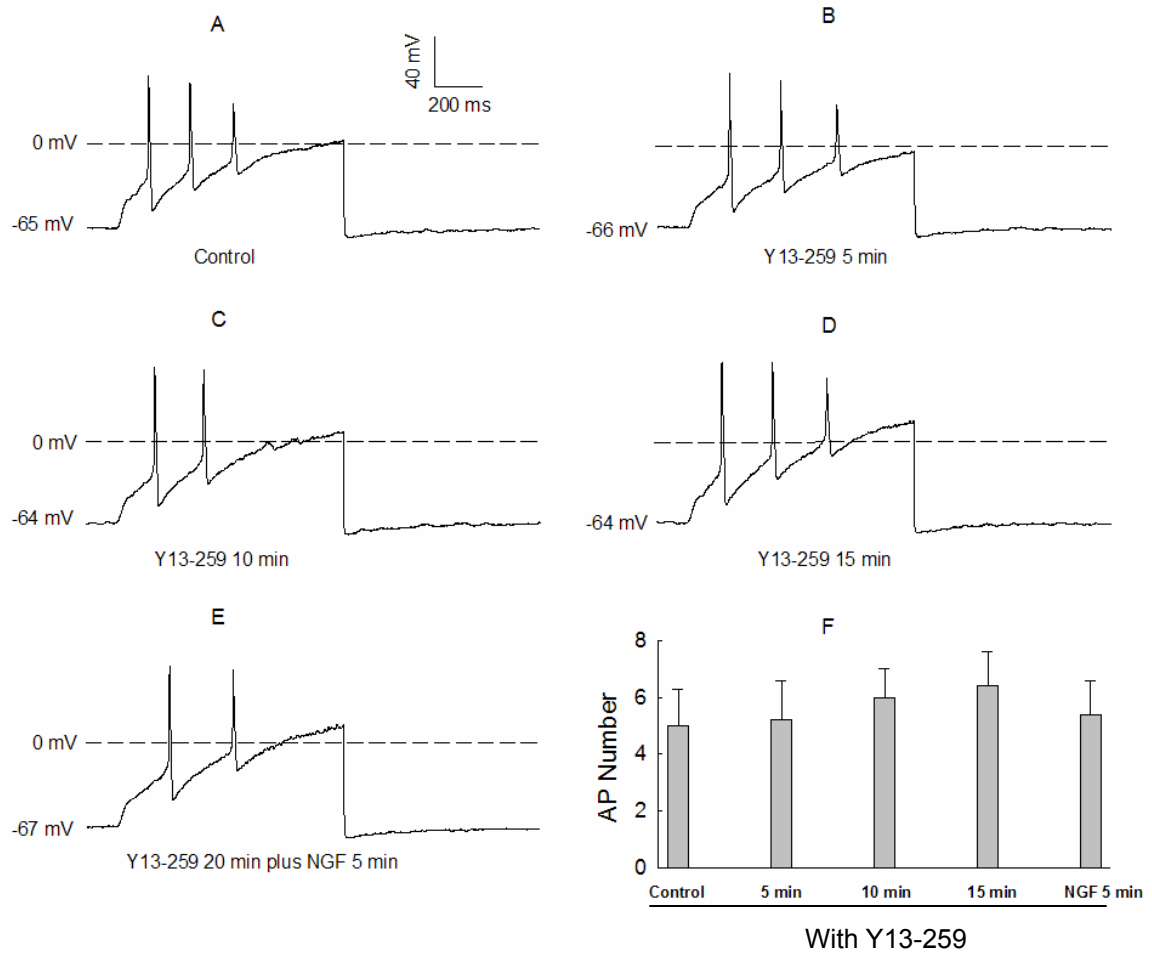 A
40 mV
200 ms
0 mV
-65 mV
Control
B
-66 mV
Y13-259 5 min
C
0 mV
-64 mV
Y13-259 10 min
D
-64 mV
Y13-259 15 min
E
0 mV
-67 mV
Y13-259 20 min plus NGF 5 min
F
AP Number
8
6
4
2
0
Control 5 min 10 min 15 min NGF 5 min
With Y13-259